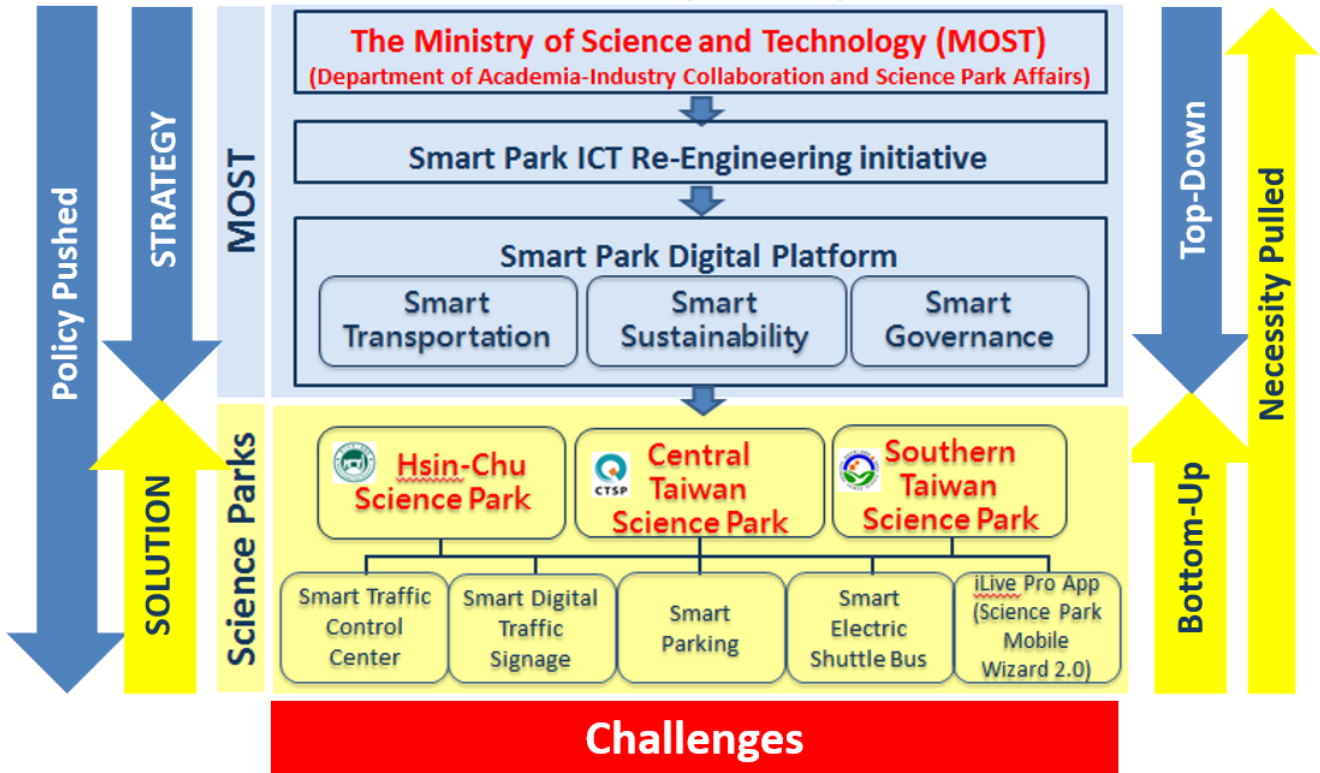 The Ministry of Science and Technology (MOST)
(Department of Academia-Industry Collaboration and Science Park Affairs)
Smart Park ICT Re-Engineering initiative
Smart Park Digital Platform
Smart
Transportation
Smart
Sustainability
Smart
Governance
Policy Pushed
STRATEGY
MOST
Top-Down
Necessity Pulled
SOLUTION
Science Parks
Bottom-Up
Hsin-Chu
Science Park
CTSP
Central
Taiwan
Science Park
Southern
Taiwan
Science Park
Smart Traffic
Control
Center
Smart Digital
Traffic
Signage
Smart
Parking
Smart
Electric
Shuttle Bus
iLive Pro App
(Science Park
Mobile
Wizard 2.0)
Challenges